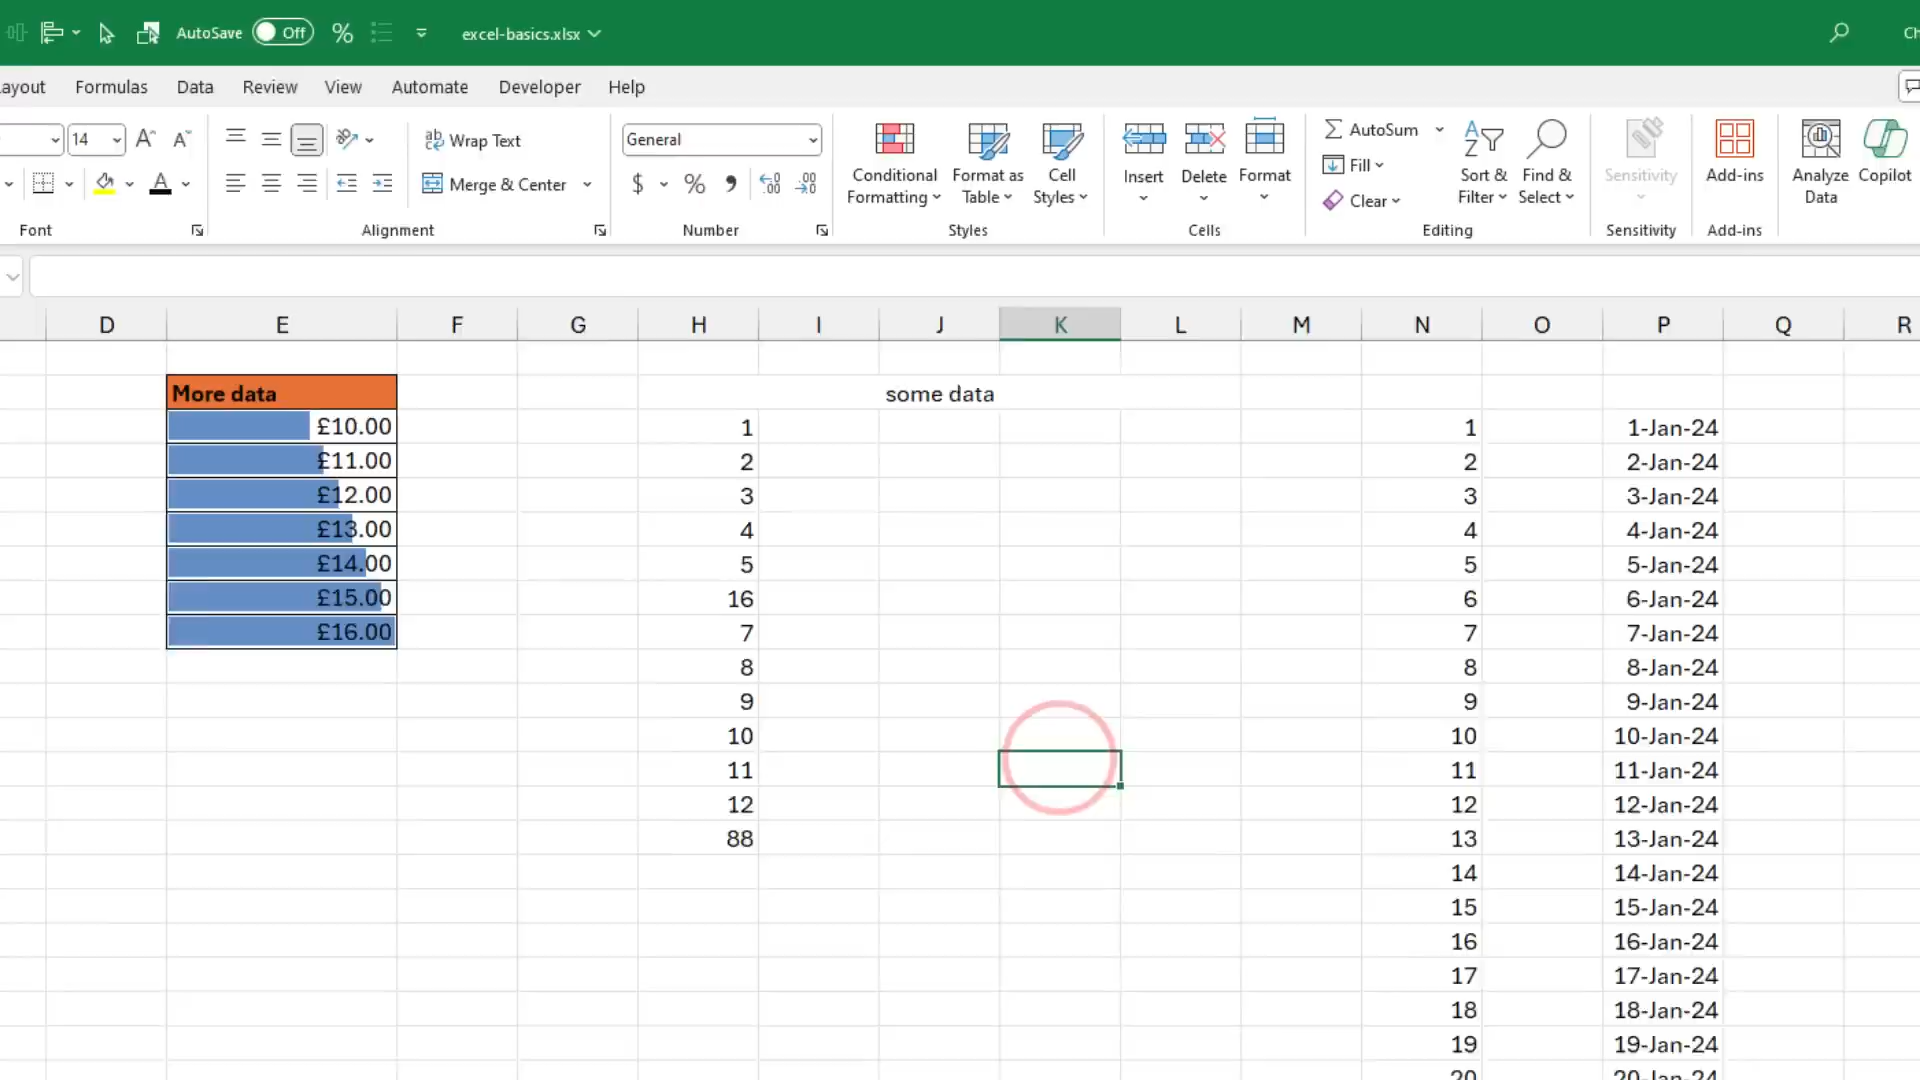 AutoSave Off excel-basics.xlsx
Formulas Data Review View Automate Developer Help
14 Wrap Text General AutoSum
Fill
Merge & Center $ % Conditional Formatting Format as Table Cell Styles Insert Delete Format Clear Sort & Filter Find & Select Sensitivity Add-ins Analyze Data Copilot
Font Alignment Number Styles Cells Editing Sensitivity Add-ins
D E F G H I J K L M N O P Q R
More data some data
£10.00 1 1 1-Jan-24
£11.00 2 2 2-Jan-24
£12.00 3 3 3-Jan-24
£13.00 4 4 4-Jan-24
£14.00 5 5 5-Jan-24
£15.00 16 6 6-Jan-24
£16.00 7 7 7-Jan-24
8 8 8-Jan-24
9 9 9-Jan-24
10 10 10-Jan-24
11 11 11-Jan-24
12 12 12-Jan-24
88 13 13-Jan-24
14 14-Jan-24
15 15-Jan-24
16 16-Jan-24
17 17-Jan-24
18 18-Jan-24
19 19-Jan-24
20 20-Jan-24